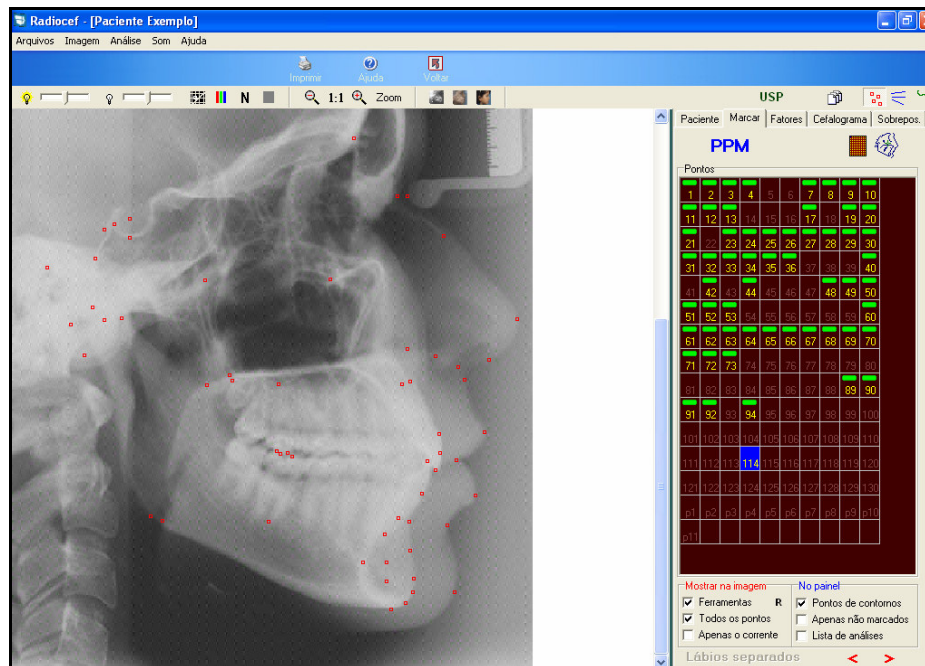 Radiocef - [Paciente Exemplo]
Arquivos Imagem Análise Som Ajuda
Imprimir Ajuda Voltar
N 1:1 Zoom USP
Paciente Marcar Fatores Cefalograma Sobrepos.
PPM
Pontos
1 2 3 4 5 6 7 8 9 10
11 12 13 14 15 16 17 18 19 20
21 22 23 24 25 26 27 28 29 30
31 32 33 34 35 36 37 38 39 40
41 42 43 44 45 46 47 48 49 50
51 52 53 54 55 56 57 58 59 60
61 62 63 64 65 66 67 68 69 70
71 72 73 74 75 76 77 78 79 80
81 82 83 84 85 86 87 88 89 90
91 92 93 94 95 96 97 98 99 100
101 102 103 104 105 106 107 108 109 110
111 112 113 114 115 116 117 118 119 120
121 122 123 124 125 126 127 128 129 130
p1 p2 p3 p4 p5 p6 p7 p8 p9 p10
p11
Mostrar na imagem No painel
Ferramentas R Pontos de contornos
Todos os pontos Apenas não marcados
Apenas o corrente Lista de análises
Lábios separados < >